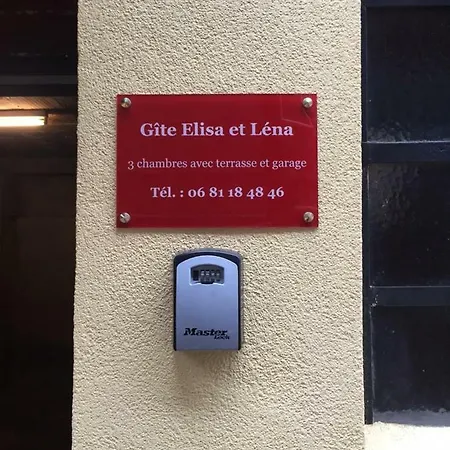 Gîte Elisa et Léna
3 chambres avec terrasse et garage
Tél. : 06 81 18 48 46
Master
Lock